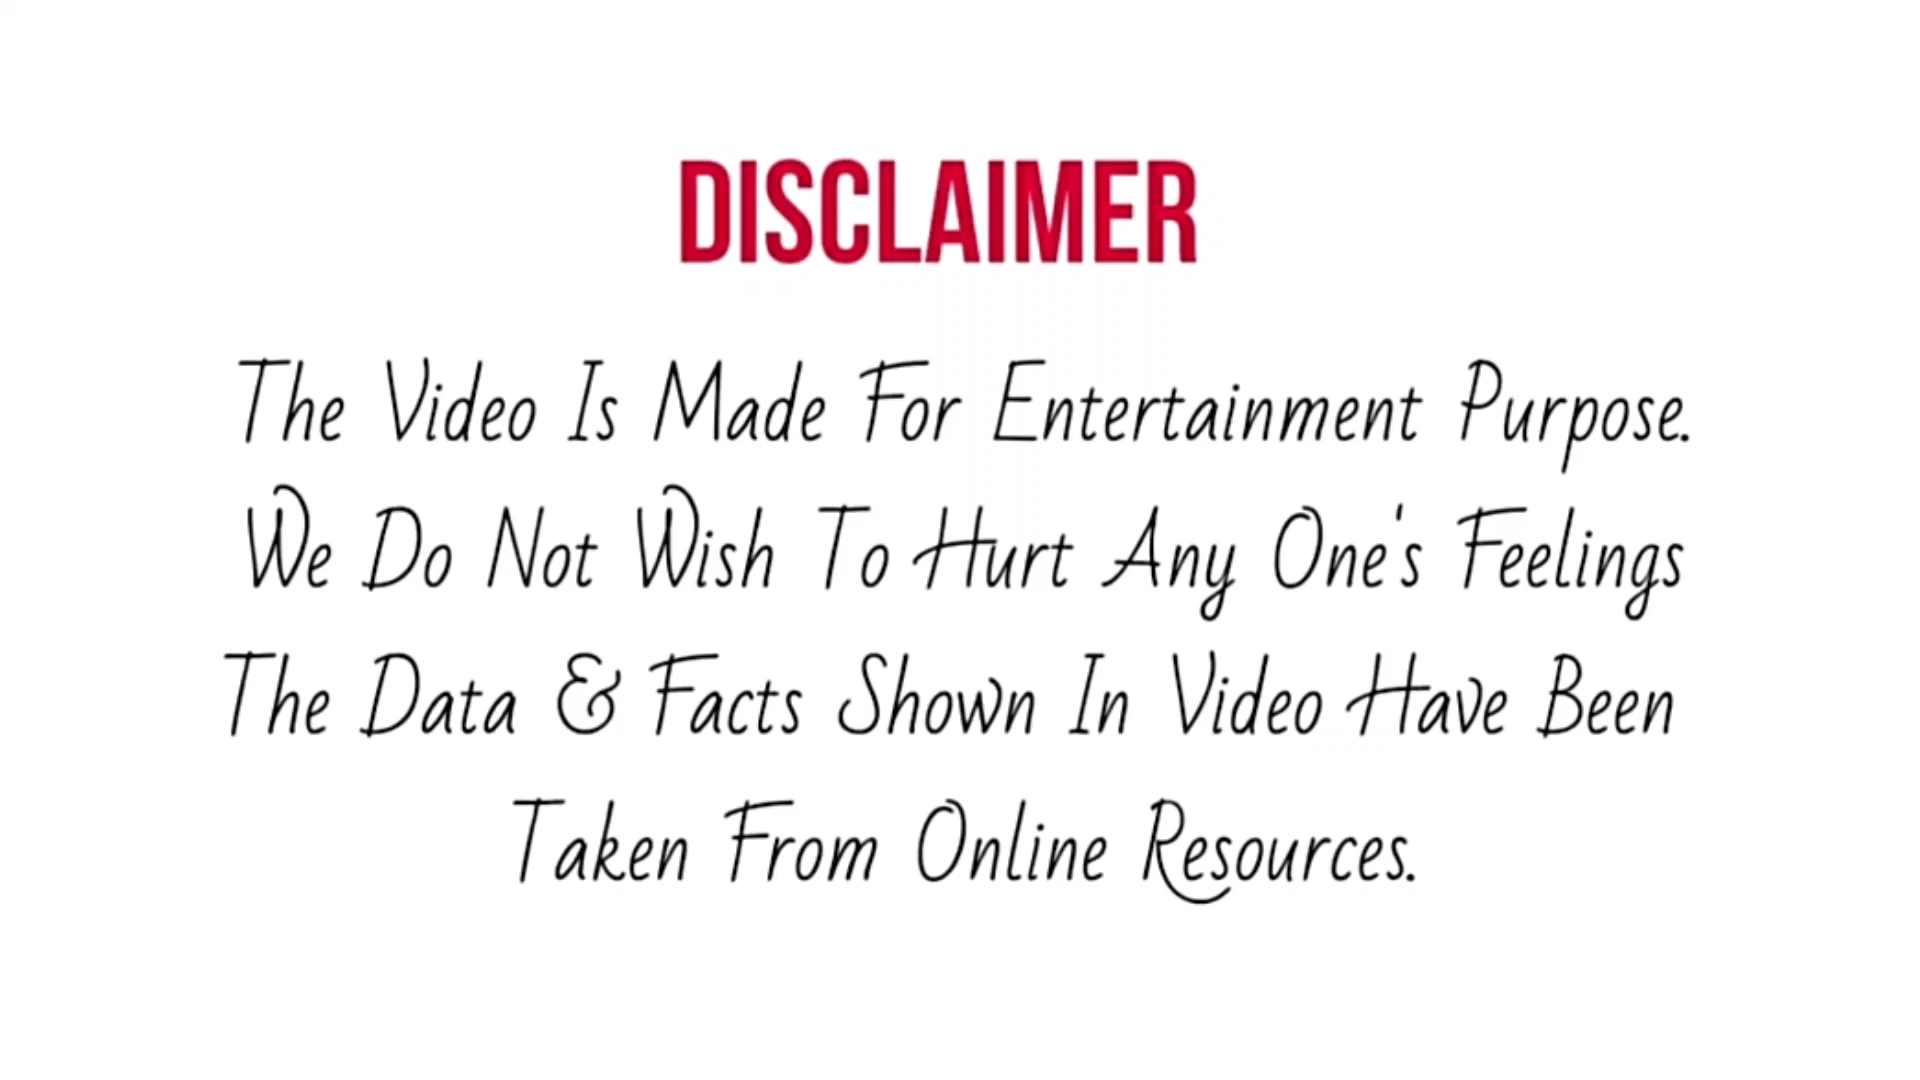 DISCLAIMER
The Video Is Made For Entertainment Purpose.
We Do Not Wish To Hurt Any One's Feelings
The Data & Facts Shown In Video Have Been
Taken From Online Resources.